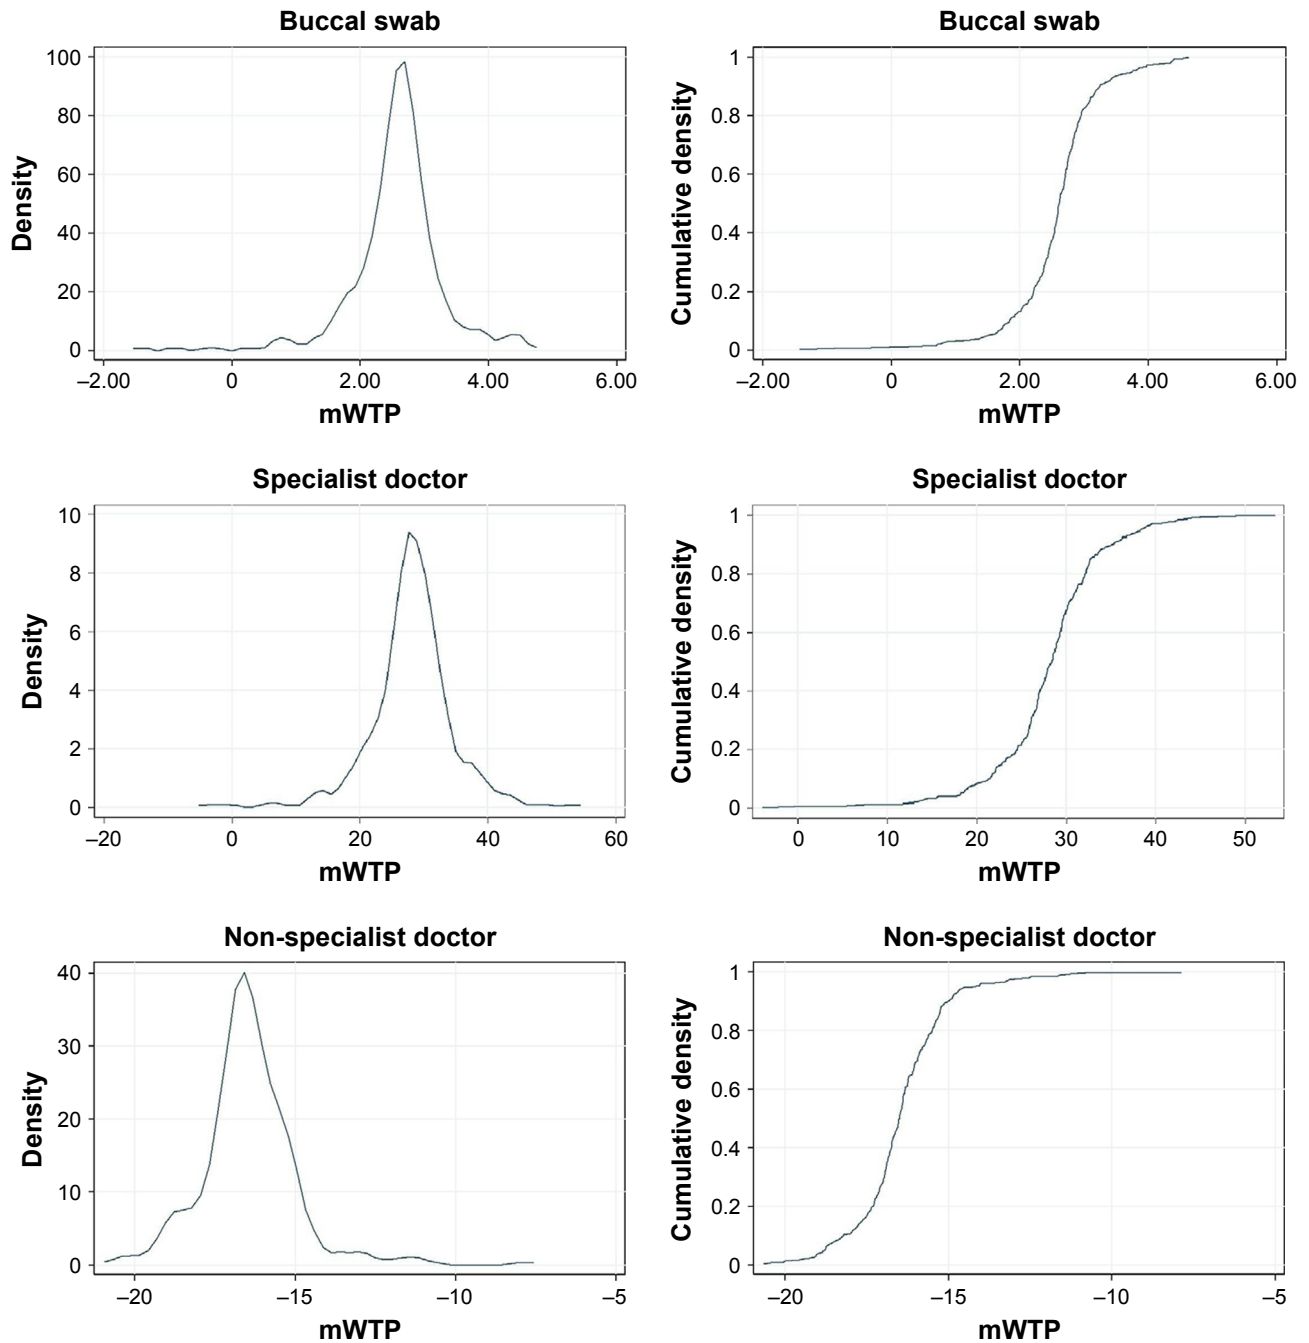 Buccal swab
100
80
60
40
20
0
Density
–2.00 0 2.00 4.00 6.00
mWTP
Buccal swab
1
0.8
0.6
0.4
0.2
0
Cumulative density
–2.00 0 2.00 4.00 6.00
mWTP
Specialist doctor
10
8
6
4
2
0
Density
–20 0 20 40 60
mWTP
Specialist doctor
1
0.8
0.6
0.4
0.2
0
Cumulative density
0 10 20 30 40 50
mWTP
Non-specialist doctor
40
30
20
10
0
Density
–20 –15 –10 –5
mWTP
Non-specialist doctor
1
0.8
0.6
0.4
0.2
0
Cumulative density
–20 –15 –10 –5
mWTP